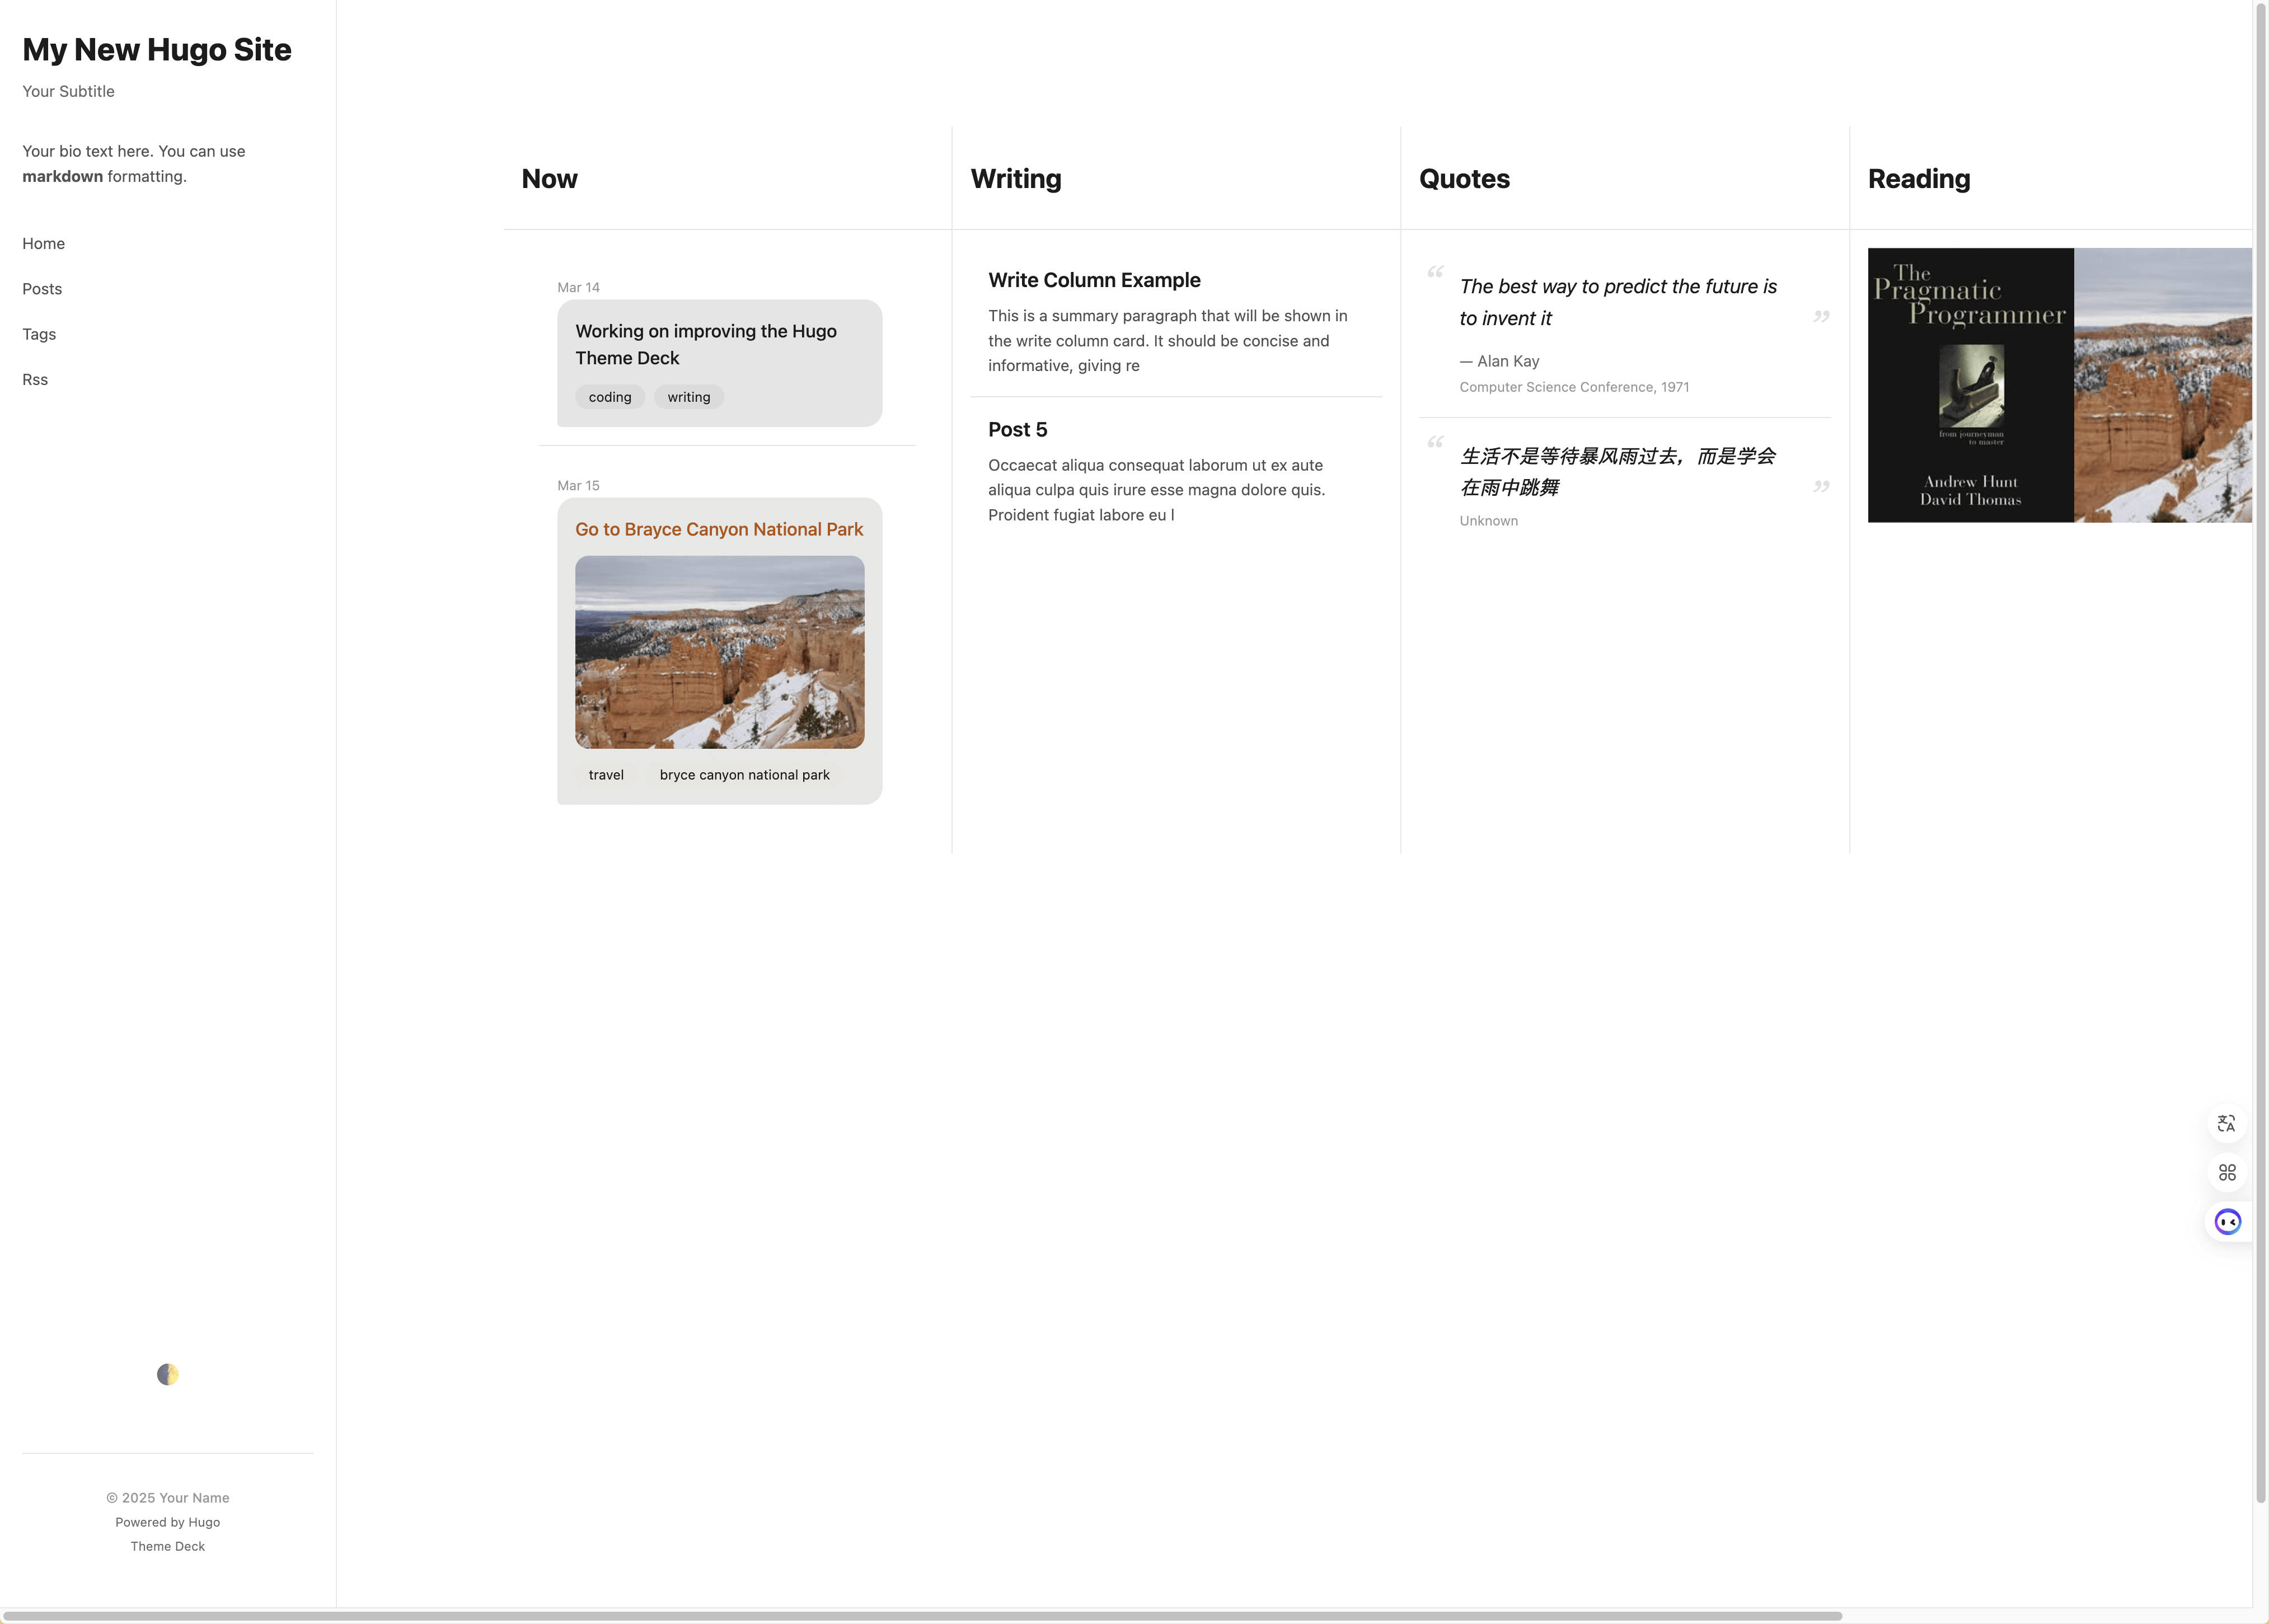 My New Hugo Site
Your Subtitle
Your bio text here. You can use
markdown formatting.
Home
Posts
Tags
Rss
© 2025 Your Name
Powered by Hugo
Theme Deck
Now
Mar 14
Working on improving the Hugo
Theme Deck
coding writing
Mar 15
Go to Brayce Canyon National Park
travel bryce canyon national park
Writing
Write Column Example
This is a summary paragraph that will be shown in
the write column card. It should be concise and
informative, giving re
Post 5
Occaecat aliqua consequat laborum ut ex aute
aliqua culpa quis irure esse magna dolore quis.
Proident fugiat labore eu l
Quotes
“ The best way to predict the future is
to invent it ”
— Alan Kay
Computer Science Conference, 1971
“ 生活不是等待暴风雨过去，而是学会
在雨中跳舞 ”
Unknown
Reading
The
Pragmatic
Programmer
from journeyman
to master
Andrew Hunt
David Thomas